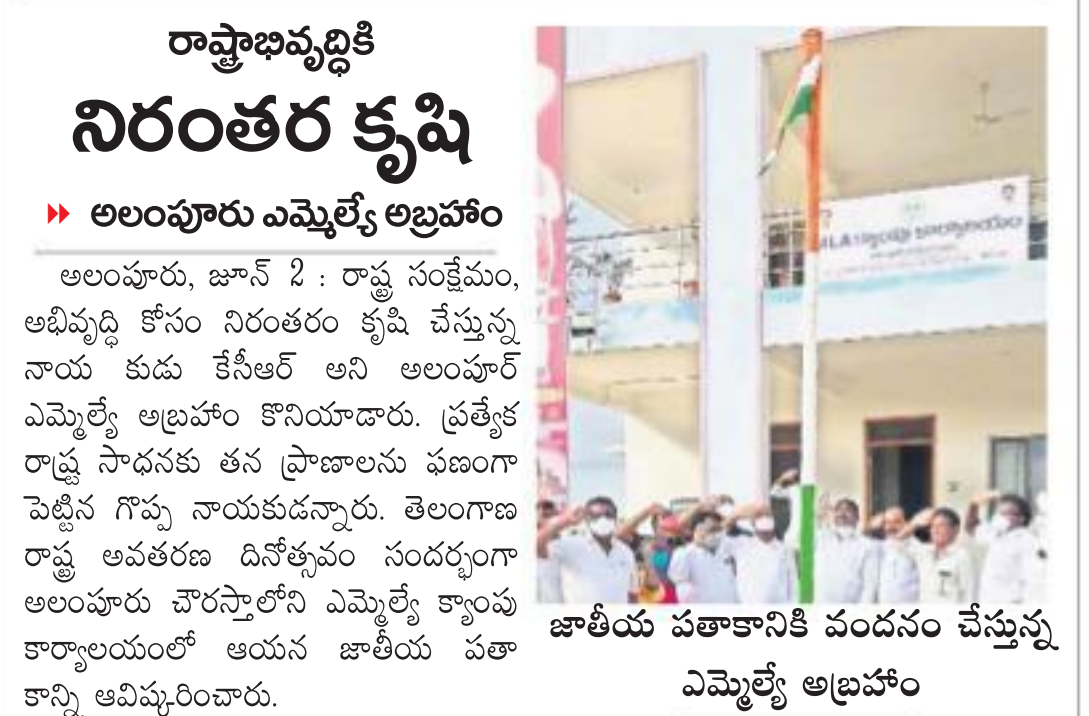 రాష్ట్రాభివృద్ధికి
నిరంతర కృషి
అలంపూరు ఎమ్మెల్యే అబ్రహాం
అలంపూరు, జూన్ 2 : రాష్ట్ర సంక్షేమం,
అభివృద్ధి కోసం నిరంతరం కృషి చేస్తున్న
నాయ కుడు కేసీఆర్ అని అలంపూర్
ఎమ్మెల్యే అబ్రహాం కొనియాడారు. ప్రత్యేక
రాష్ట్ర సాధనకు తన ప్రాణాలను ఫణంగా
పెట్టిన గొప్ప నాయకుడన్నారు. తెలంగాణ
రాష్ట్ర అవతరణ దినోత్సవం సందర్భంగా
అలంపూరు చౌరస్తాలోని ఎమ్మెల్యే క్యాంపు
కార్యాలయంలో ఆయన జాతీయ పతా
కాన్ని ఆవిష్కరించారు.
MLA క్యాంపు కార్యాలయం
జాతీయ పతాకానికి వందనం చేస్తున్న
ఎమ్మెల్యే అబ్రహాం